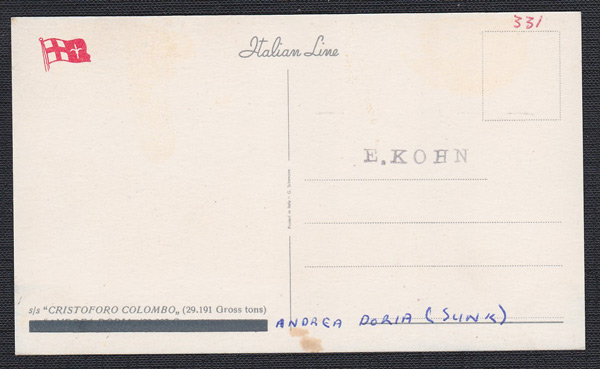 331
Italian Line
E. KOHN
s/s "CRISTOFORO COLOMBO„ (29.191 Gross tons)
ANDREA DORIA (SUNK)